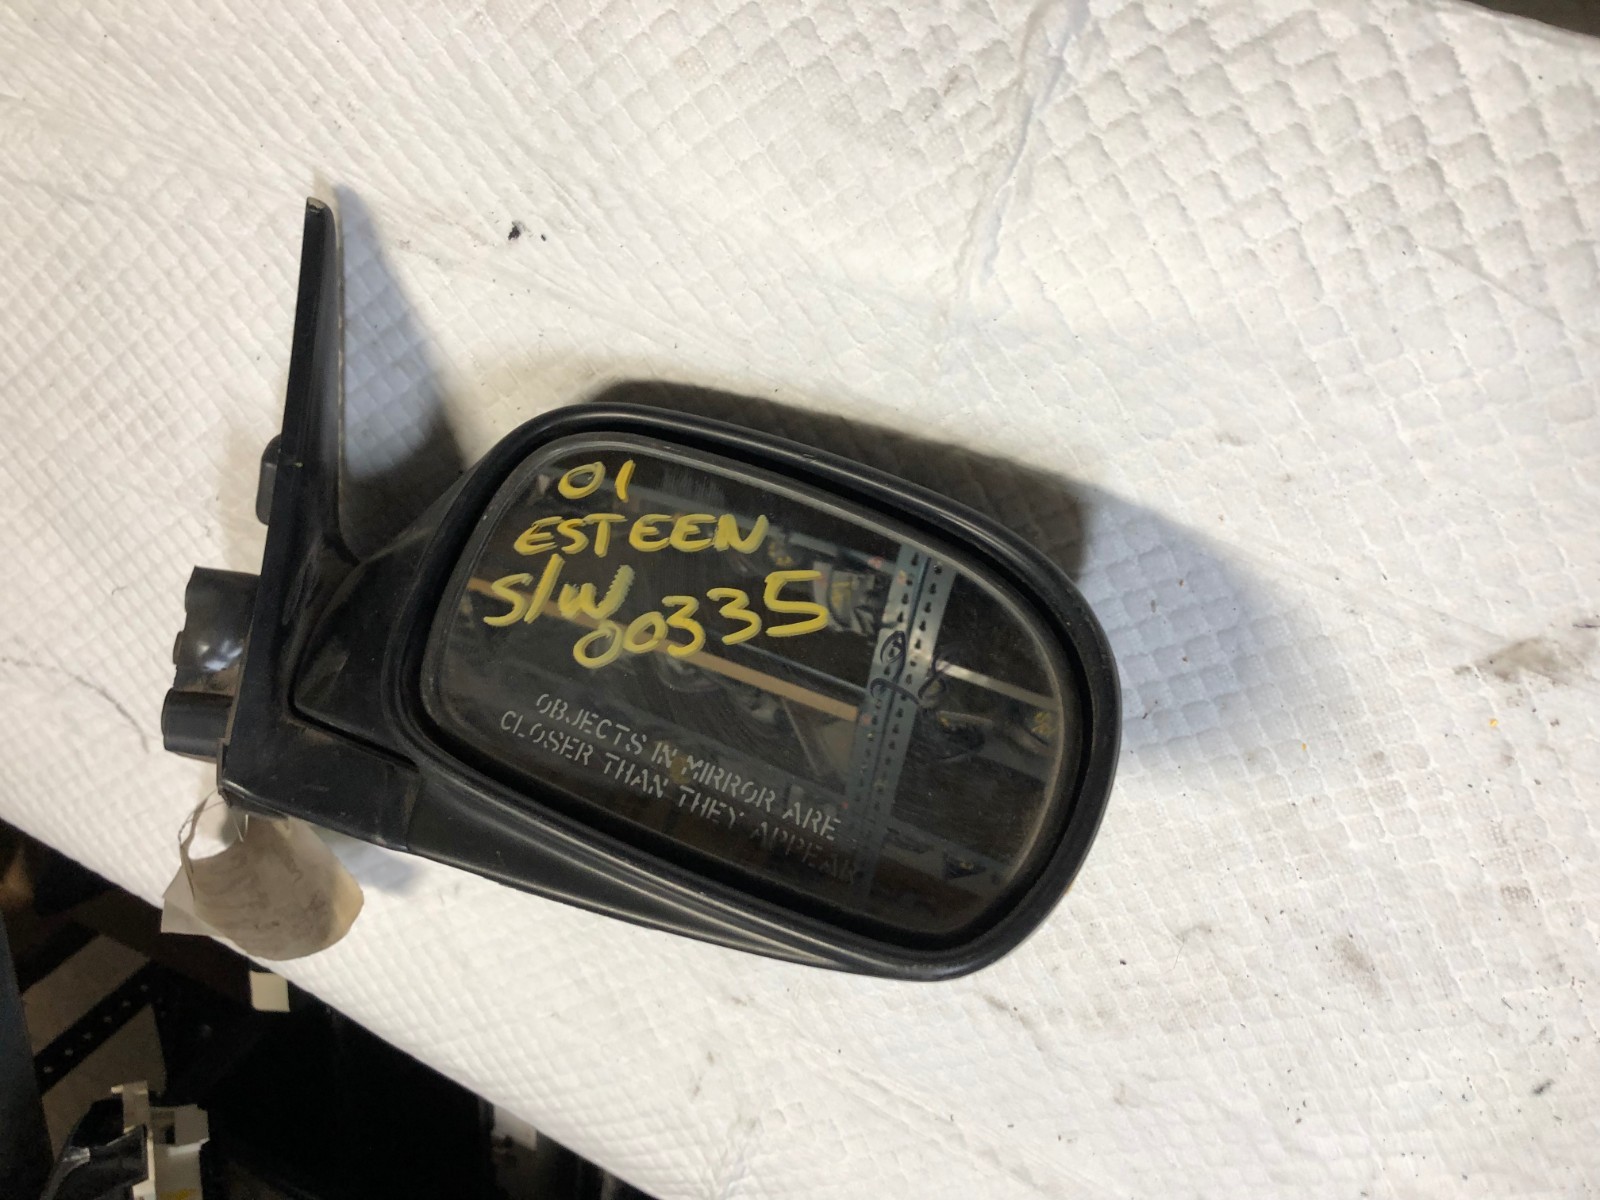 01
ESTEEN
S/W
00335
OBJECTS IN MIRROR ARE
CLOSER THAN THEY APPEAR